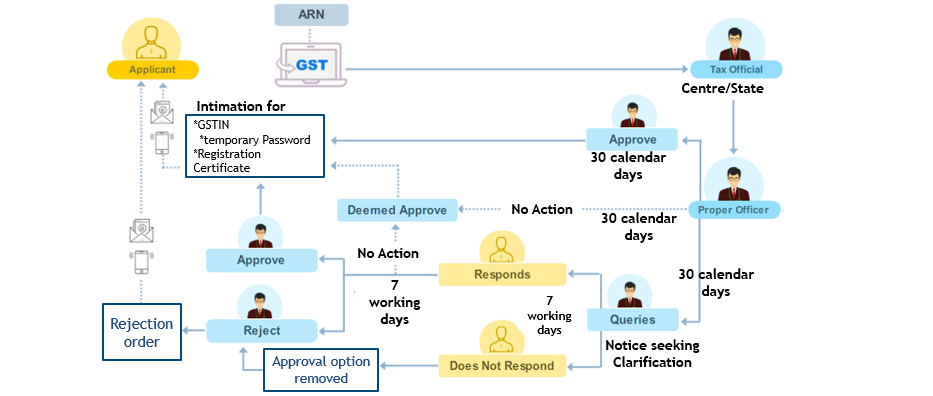 ARN
GST
Applicant
Tax Official
Centre/State
Intimation for
*GSTIN
*temporary Password
*Registration
Certificate
Approve
30 calendar
days
Deemed Approve
No Action
30 calendar
days
Proper Officer
Approve
No Action
7
working
days
Responds
7
working
days
Queries
30 calendar
days
Notice seeking
Clarification
Rejection
order
Reject
Approval option
removed
Does Not Respond